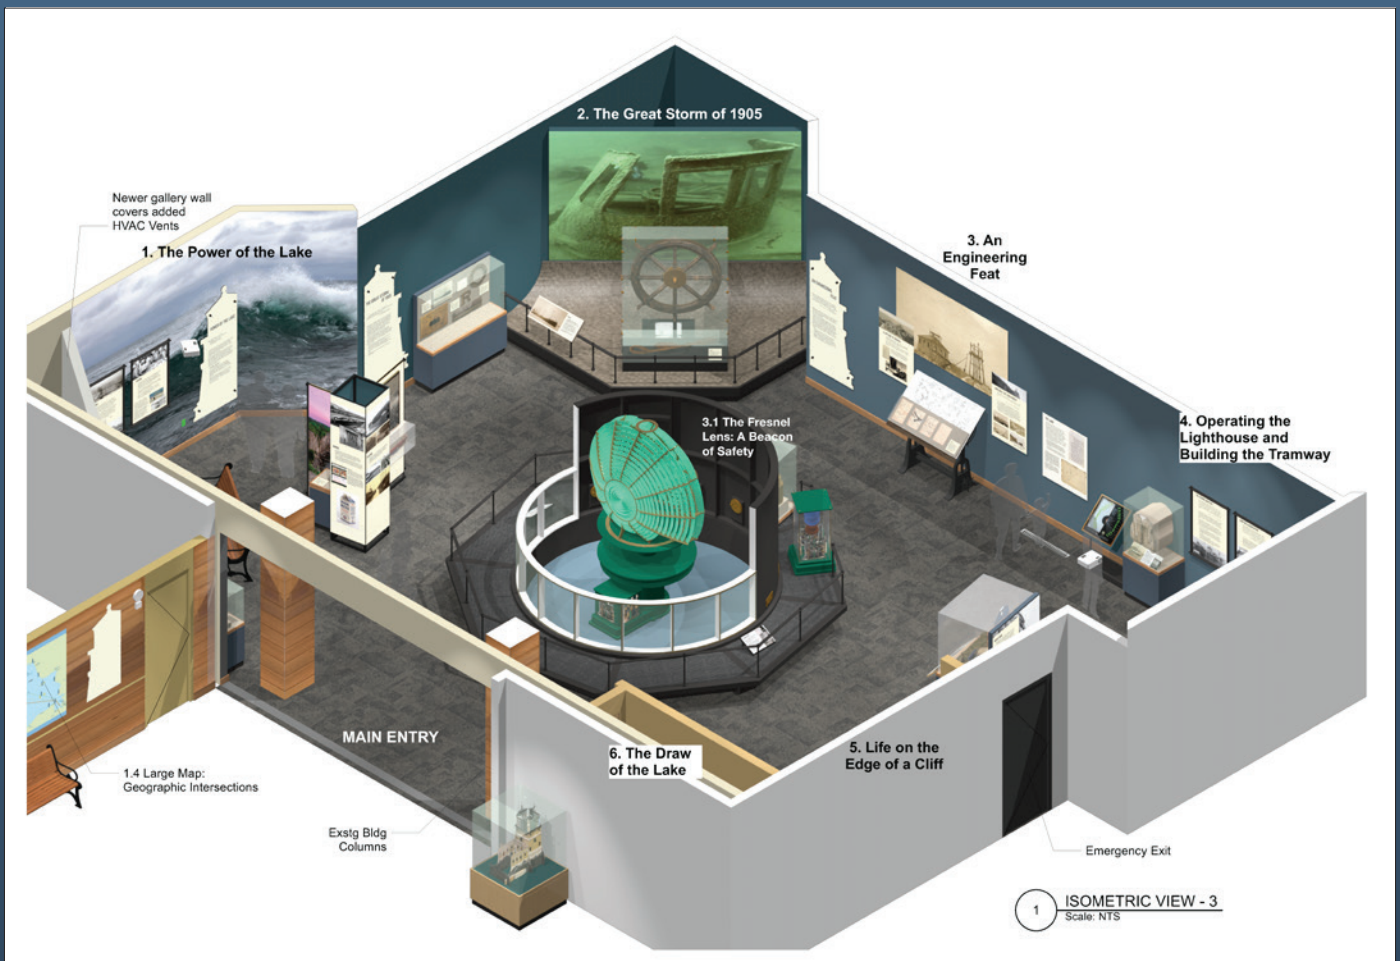 2. The Great Storm of 1905
Newer gallery wall
covers added
HVAC Vents
1. The Power of the Lake
3. An
Engineering
Feat
3.1 The Fresnel
Lens: A Beacon
of Safety
4. Operating the
Lighthouse and
Building the Tramway
MAIN ENTRY
6. The Draw
of the Lake
5. Life on the
Edge of a Cliff
1.4 Large Map:
Geographic Intersections
Exstg Bldg
Columns
Emergency Exit
1
ISOMETRIC VIEW - 3
Scale: NTS